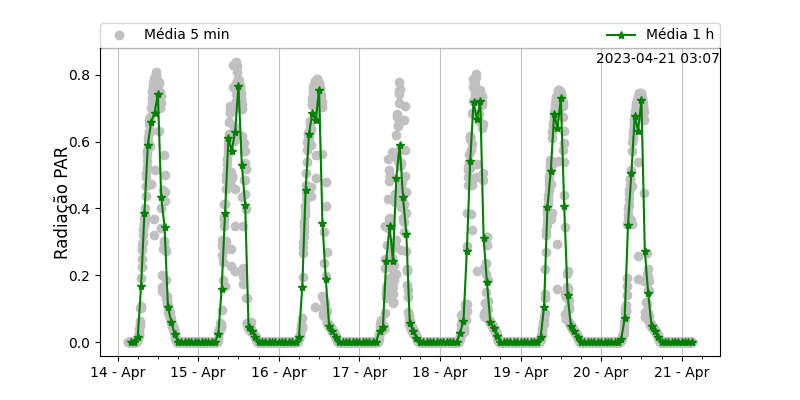 Média 5 min
Média 1 h
2023-04-21 03:07
Radiação PAR
0.8
0.6
0.4
0.2
0.0
14 - Apr
15 - Apr
16 - Apr
17 - Apr
18 - Apr
19 - Apr
20 - Apr
21 - Apr